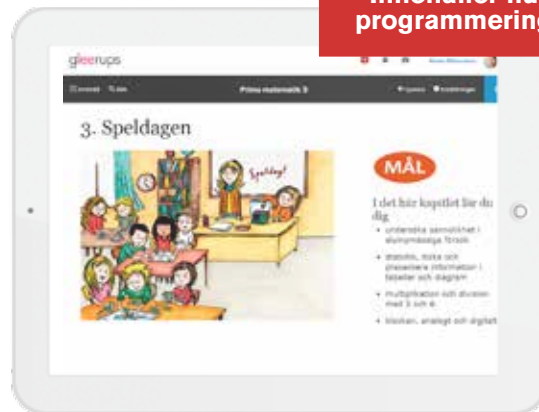 programmering
gleerups
Prima matematik 3
3. Speldagen
Speldag!
MÅL
I det här kapitlet lär du
dig
• undersöka sannolikhet i
slumpmässiga försök
• statistik, tolka och
presentera information i
tabeller och diagram
• multiplikation och division
med 3 och 6
• klockan, analogt och digitalt